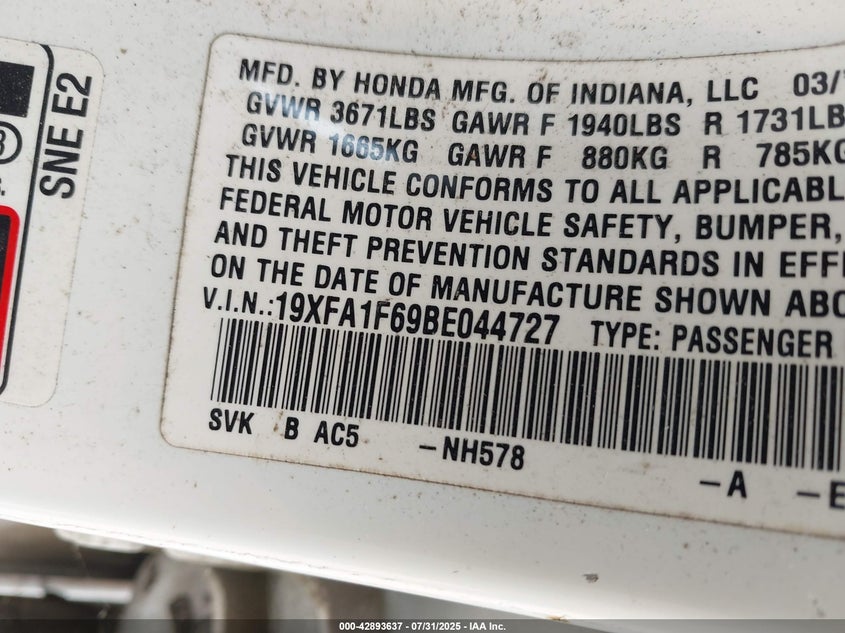 SNE E2
MFD. BY HONDA MFG. OF INDIANA, LLC 03/
GVWR 3671LBS GAWR F 1940LBS R 1731LB
GVWR 1665KG GAWR F 880KG R 785KG
THIS VEHICLE CONFORMS TO ALL APPLICABL
FEDERAL MOTOR VEHICLE SAFETY, BUMPER,
AND THEFT PREVENTION STANDARDS IN EFF
ON THE DATE OF MANUFACTURE SHOWN ABO
V.I.N.:19XFA1F69BE044727 TYPE: PASSENGER
SVK B AC5 -NH578 -A -E
000-42893637 - 07/31/2025 - IAA Inc.